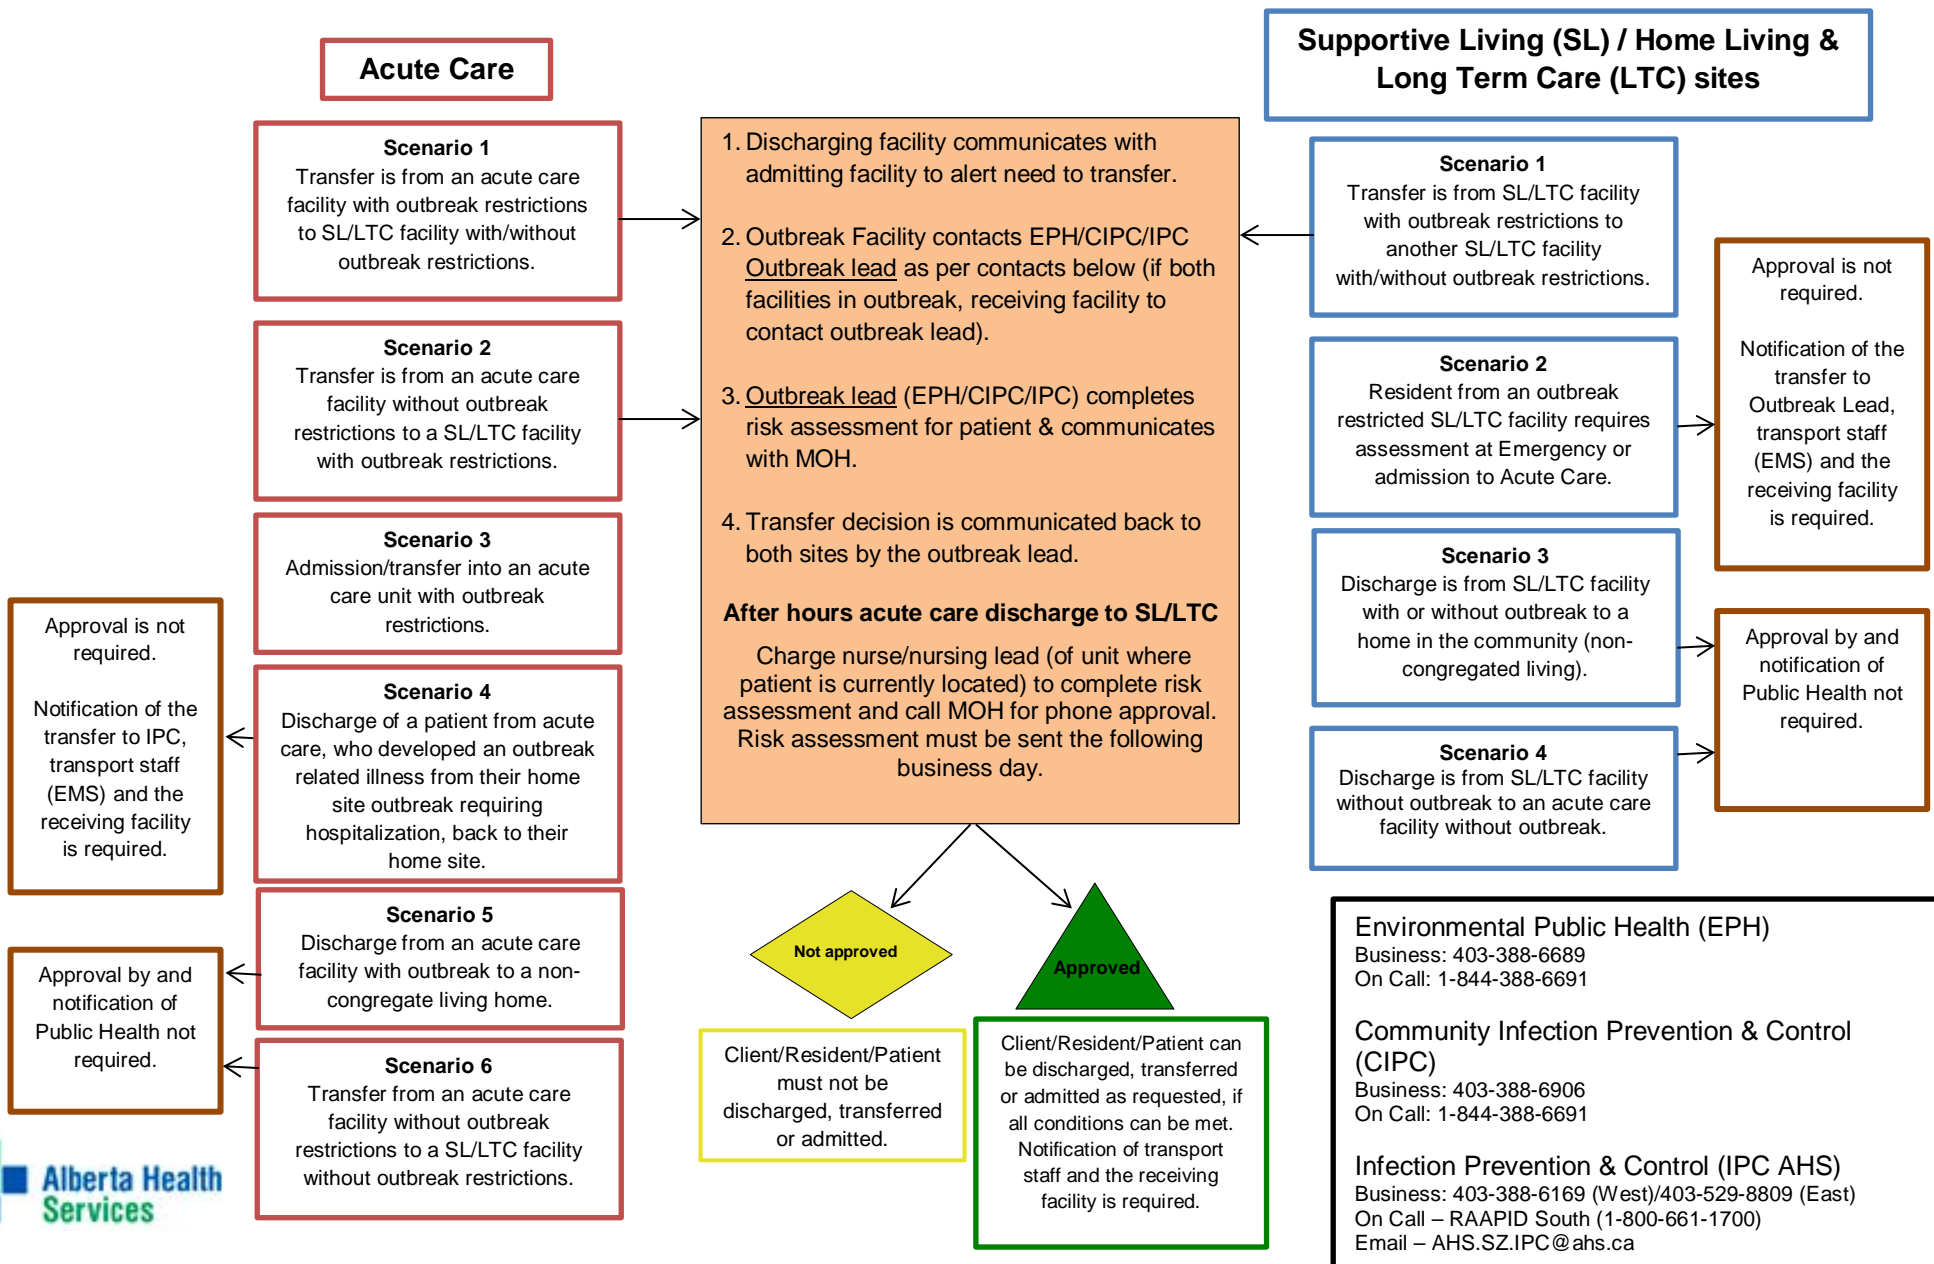 Acute Care
Supportive Living (SL) / Home Living &
Long Term Care (LTC) sites
Scenario 1
Transfer is from an acute care
facility with outbreak restrictions
to SL/LTC facility with/without
outbreak restrictions.
Scenario 2
Transfer is from an acute care
facility without outbreak
restrictions to a SL/LTC facility
with outbreak restrictions.
Scenario 3
Admission/transfer into an acute
care unit with outbreak
restrictions.
Scenario 4
Discharge of a patient from acute
care, who developed an outbreak
related illness from their home
site outbreak requiring
hospitalization, back to their
home site.
Scenario 5
Discharge from an acute care
facility with outbreak to a non-
congregate living home.
Scenario 6
Transfer from an acute care
facility without outbreak
restrictions to a SL/LTC facility
without outbreak restrictions.
Approval is not
required.
Notification of the
transfer to IPC,
transport staff
(EMS) and the
receiving facility
is required.
Approval by and
notification of
Public Health not
required.
Alberta Health
Services
1. Discharging facility communicates with
admitting facility to alert need to transfer.
2. Outbreak Facility contacts EPH/CIPC/IPC
Outbreak lead as per contacts below (if both
facilities in outbreak, receiving facility to
contact outbreak lead).
3. Outbreak lead (EPH/CIPC/IPC) completes
risk assessment for patient & communicates
with MOH.
4. Transfer decision is communicated back to
both sites by the outbreak lead.
After hours acute care discharge to SL/LTC
Charge nurse/nursing lead (of unit where
patient is currently located) to complete risk
assessment and call MOH for phone approval.
Risk assessment must be sent the following
business day.
Not approved
Approved
Client/Resident/Patient
must not be
discharged, transferred
or admitted.
Client/Resident/Patient can
be discharged, transferred
or admitted as requested, if
all conditions can be met.
Notification of transport
staff and the receiving
facility is required.
Scenario 1
Transfer is from SL/LTC facility
with outbreak restrictions to
another SL/LTC facility
with/without outbreak restrictions.
Scenario 2
Resident from an outbreak
restricted SL/LTC facility requires
assessment at Emergency or
admission to Acute Care.
Scenario 3
Discharge is from SL/LTC facility
with or without outbreak to a
home in the community (non-
congregated living).
Scenario 4
Discharge is from SL/LTC facility
without outbreak to an acute care
facility without outbreak.
Approval is not
required.
Notification of the
transfer to
Outbreak Lead,
transport staff
(EMS) and the
receiving facility
is required.
Approval by and
notification of
Public Health not
required.
Environmental Public Health (EPH)
Business: 403-388-6689
On Call: 1-844-388-6691
Community Infection Prevention & Control
(CIPC)
Business: 403-388-6906
On Call: 1-844-388-6691
Infection Prevention & Control (IPC AHS)
Business: 403-388-6169 (West)/403-529-8809 (East)
On Call – RAAPID South (1-800-661-1700)
Email – AHS.SZ.IPC@ahs.ca